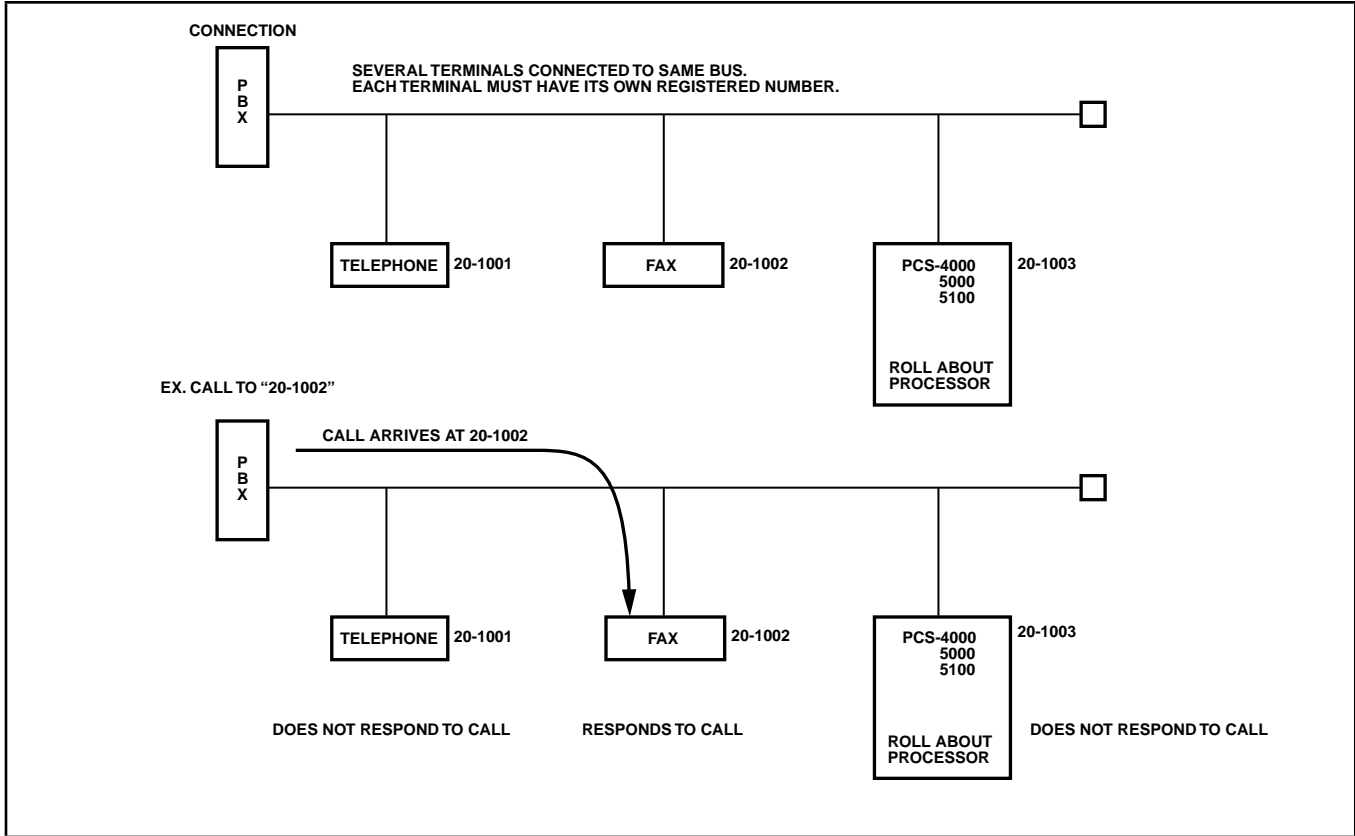 CONNECTION
P
B
X
SEVERAL TERMINALS CONNECTED TO SAME BUS.
EACH TERMINAL MUST HAVE ITS OWN REGISTERED NUMBER.
TELEPHONE 20-1001
FAX 20-1002
PCS-4000 20-1003
5000
5100
ROLL ABOUT
PROCESSOR
EX. CALL TO “20-1002”
P
B
X
CALL ARRIVES AT 20-1002
TELEPHONE 20-1001
FAX 20-1002
PCS-4000 20-1003
5000
5100
DOES NOT RESPOND TO CALL
RESPONDS TO CALL
ROLL ABOUT
PROCESSOR
DOES NOT RESPOND TO CALL